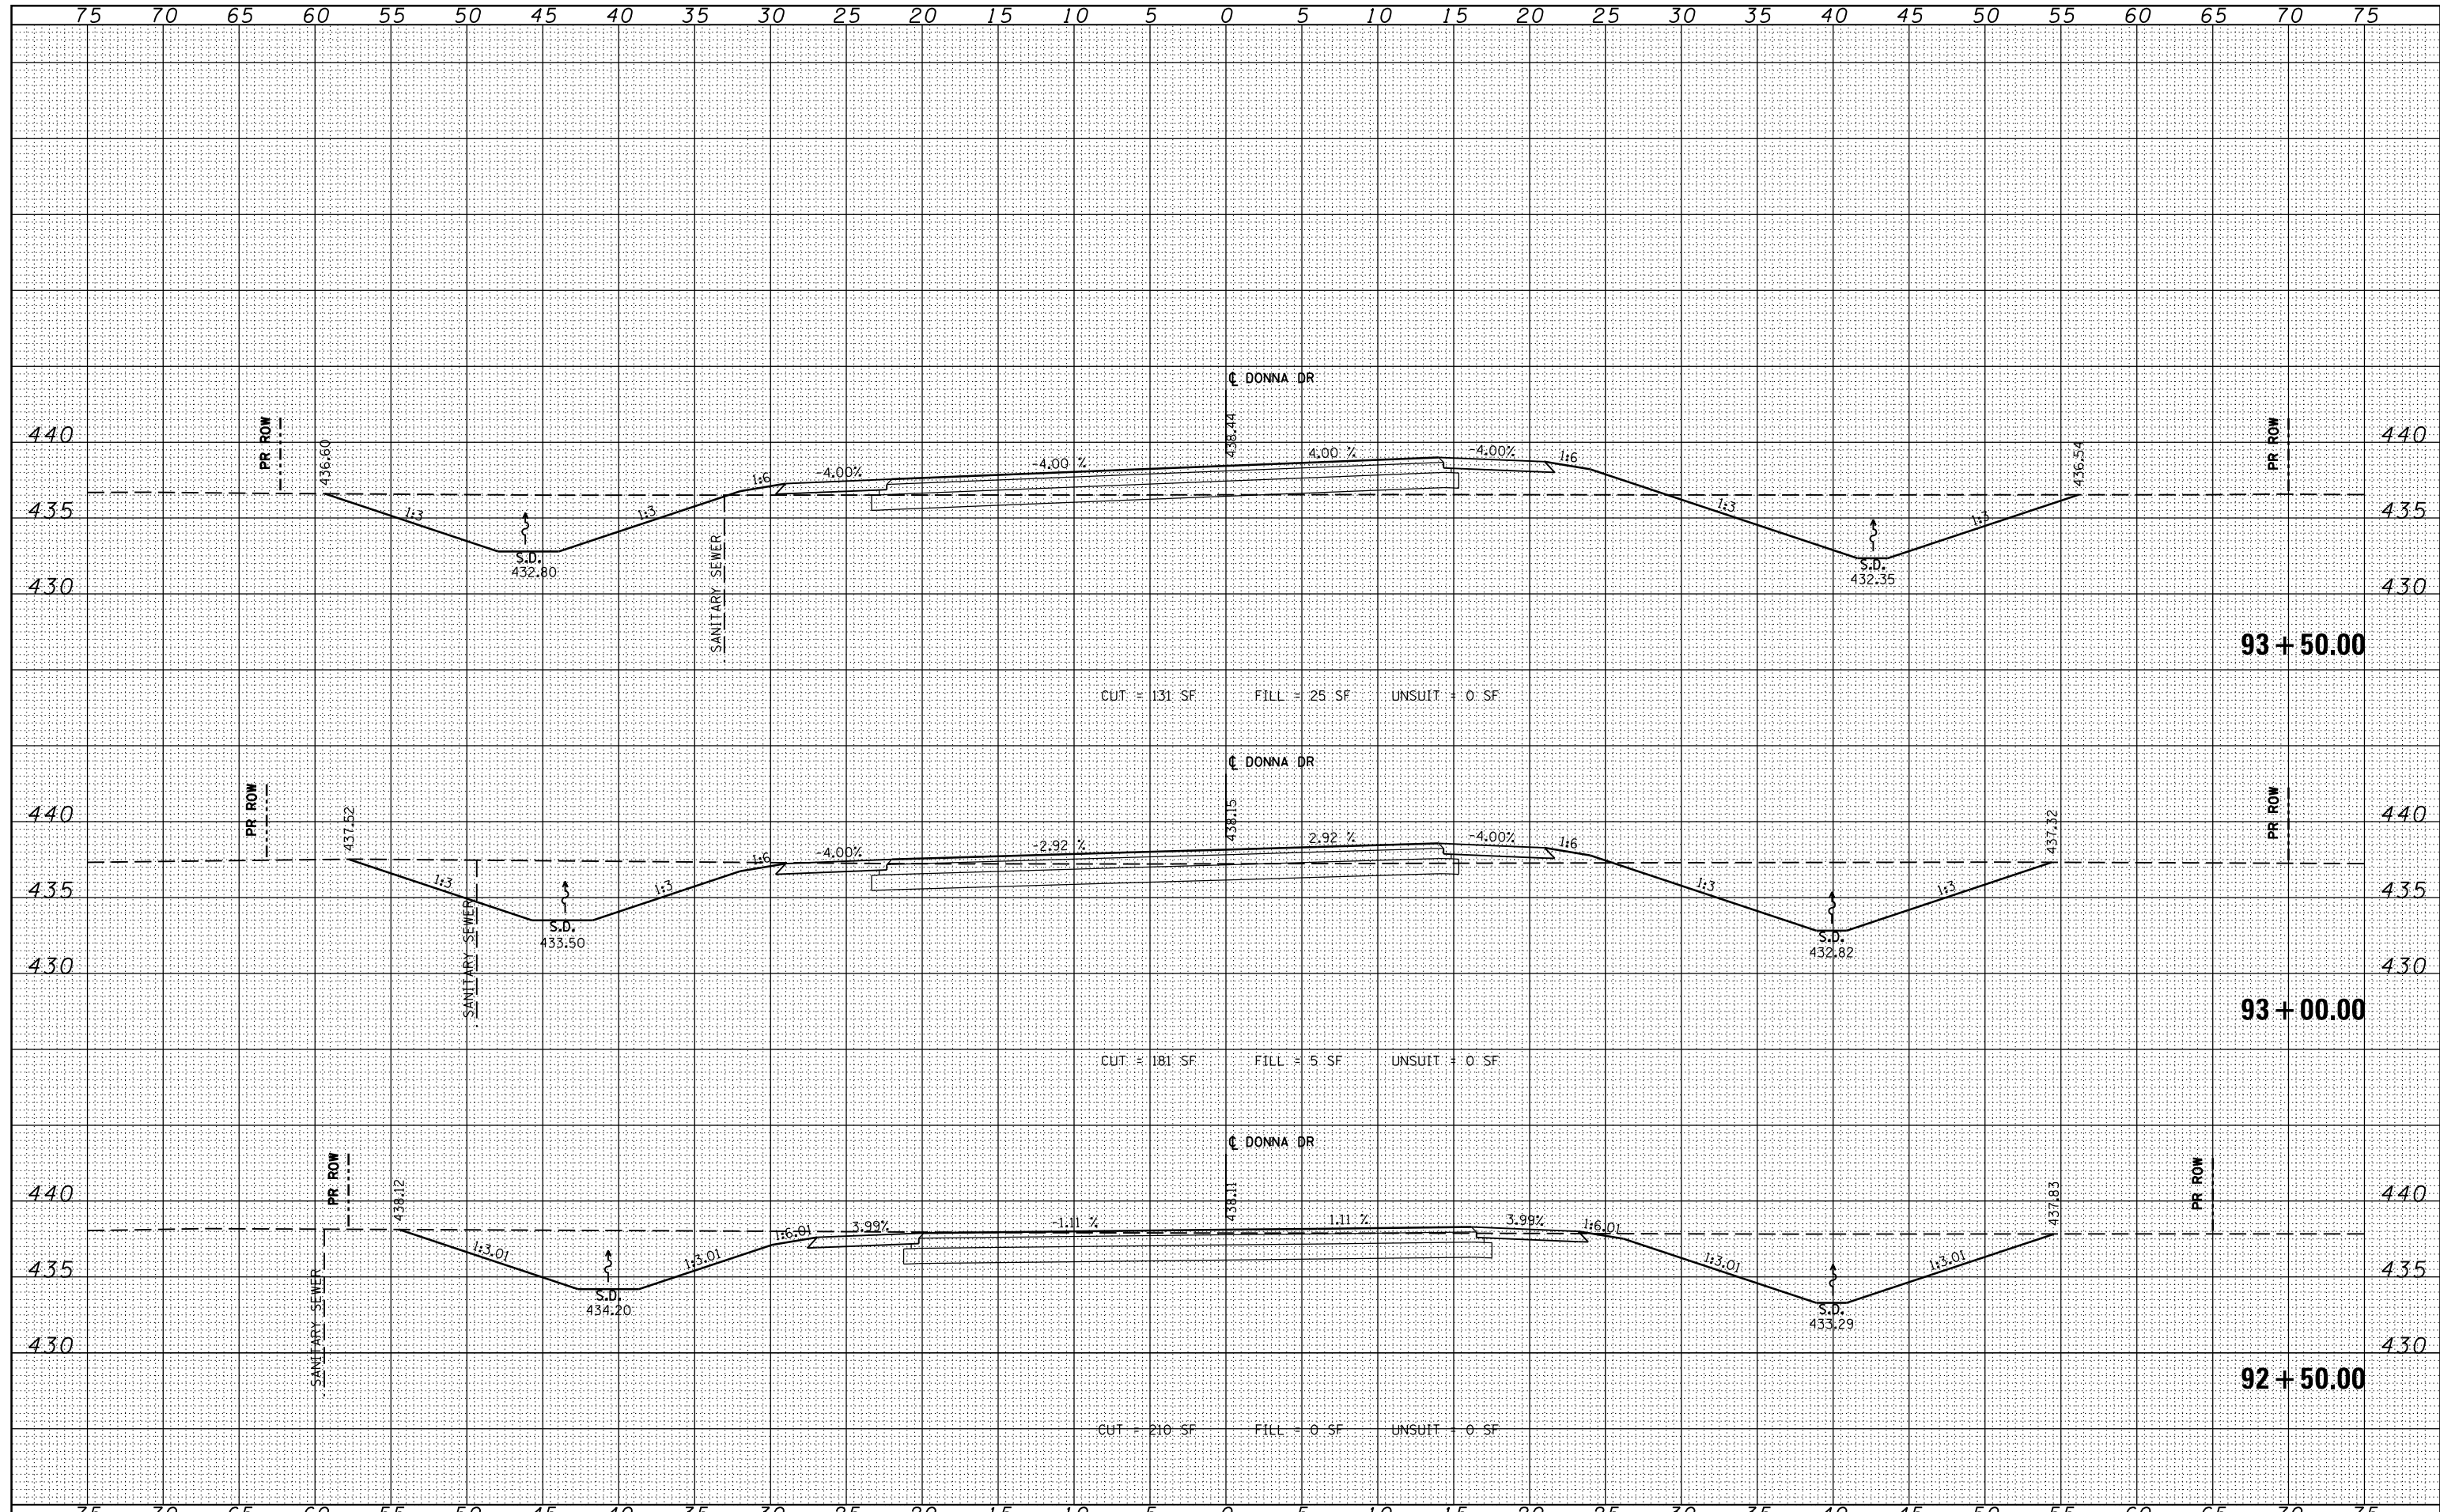 75 70 65 60 55 50 45 40 35 30 25 20 15 10 5 0 5 10 15 20 25 30 35 40 45 50 55 60 65 70 75
℄ DONNA DR
PR ROW
436.60
438.44
436.54
PR ROW
440
1:6
-4.00%
-4.00 %
4.00 %
-4.00%
1:6
440
435
1:3
1:3
1:3
1:3
435
S.D.
432.80
SANITARY SEWER
S.D.
432.35
430
430
93 + 50.00
CUT = 131 SF FILL = 25 SF UNSUIT = 0 SF
℄ DONNA DR
PR ROW
437.52
438.15
437.32
PR ROW
440
1:6
-4.00%
-2.92 %
2.92 %
-4.00%
1:6
440
435
1:3
1:3
1:3
1:3
435
SANITARY SEWER
S.D.
433.50
S.D.
432.82
430
430
93 + 00.00
CUT = 181 SF FILL = 5 SF UNSUIT = 0 SF
℄ DONNA DR
PR ROW
438.12
438.11
437.83
PR ROW
440
1:6.01
3.99%
-1.11 %
1.11 %
3.99%
1:6.01
440
435
1:3.01
1:3.01
1:3.01
1:3.01
435
SANITARY SEWER
S.D.
434.20
S.D.
433.29
430
430
92 + 50.00
CUT = 210 SF FILL = 0 SF UNSUIT = 0 SF
75 70 65 60 55 50 45 40 35 30 25 20 15 10 5 0 5 10 15 20 25 30 35 40 45 50 55 60 65 70 75